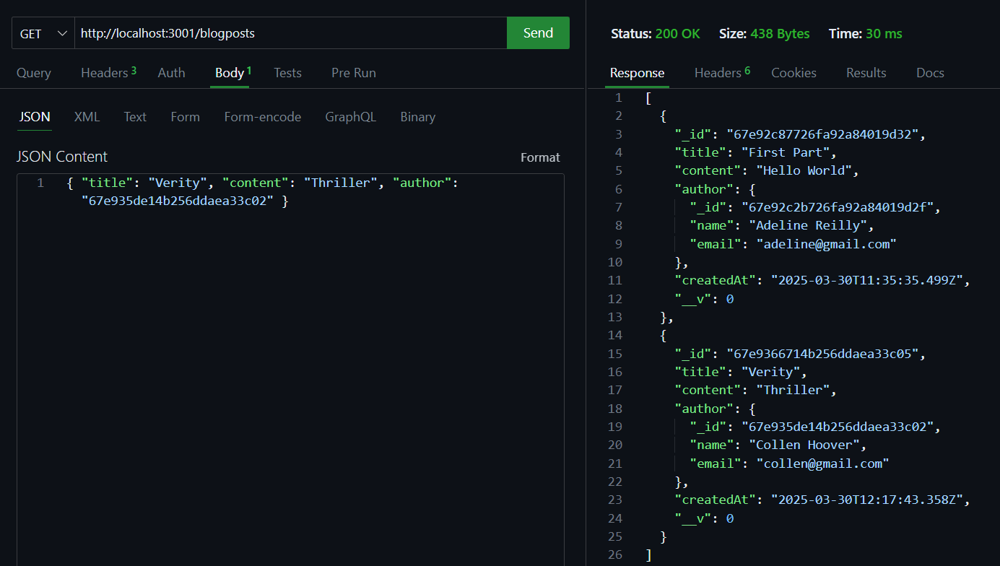 GET http://localhost:3001/blogposts Send
Query Headers 3 Auth Body 1 Tests Pre Run
JSON XML Text Form Form-encode GraphQL Binary
JSON Content Format
1 { "title": "Verity", "content": "Thriller", "author":
"67e935de14b256ddaea33c02" }
Status: 200 OK Size: 438 Bytes Time: 30 ms
Response Headers 6 Cookies Results Docs
1 [
2 {
3 "_id": "67e92c87726fa92a84019d32",
4 "title": "First Part",
5 "content": "Hello World",
6 "author": {
7 "_id": "67e92c2b726fa92a84019d2f",
8 "name": "Adeline Reilly",
9 "email": "adeline@gmail.com"
10 },
11 "createdAt": "2025-03-30T11:35:35.499Z",
12 "__v": 0
13 },
14 {
15 "_id": "67e9366714b256ddaea33c05",
16 "title": "Verity",
17 "content": "Thriller",
18 "author": {
19 "_id": "67e935de14b256ddaea33c02",
20 "name": "Collen Hoover",
21 "email": "collen@gmail.com"
22 },
23 "createdAt": "2025-03-30T12:17:43.358Z",
24 "__v": 0
25 }
26 ]